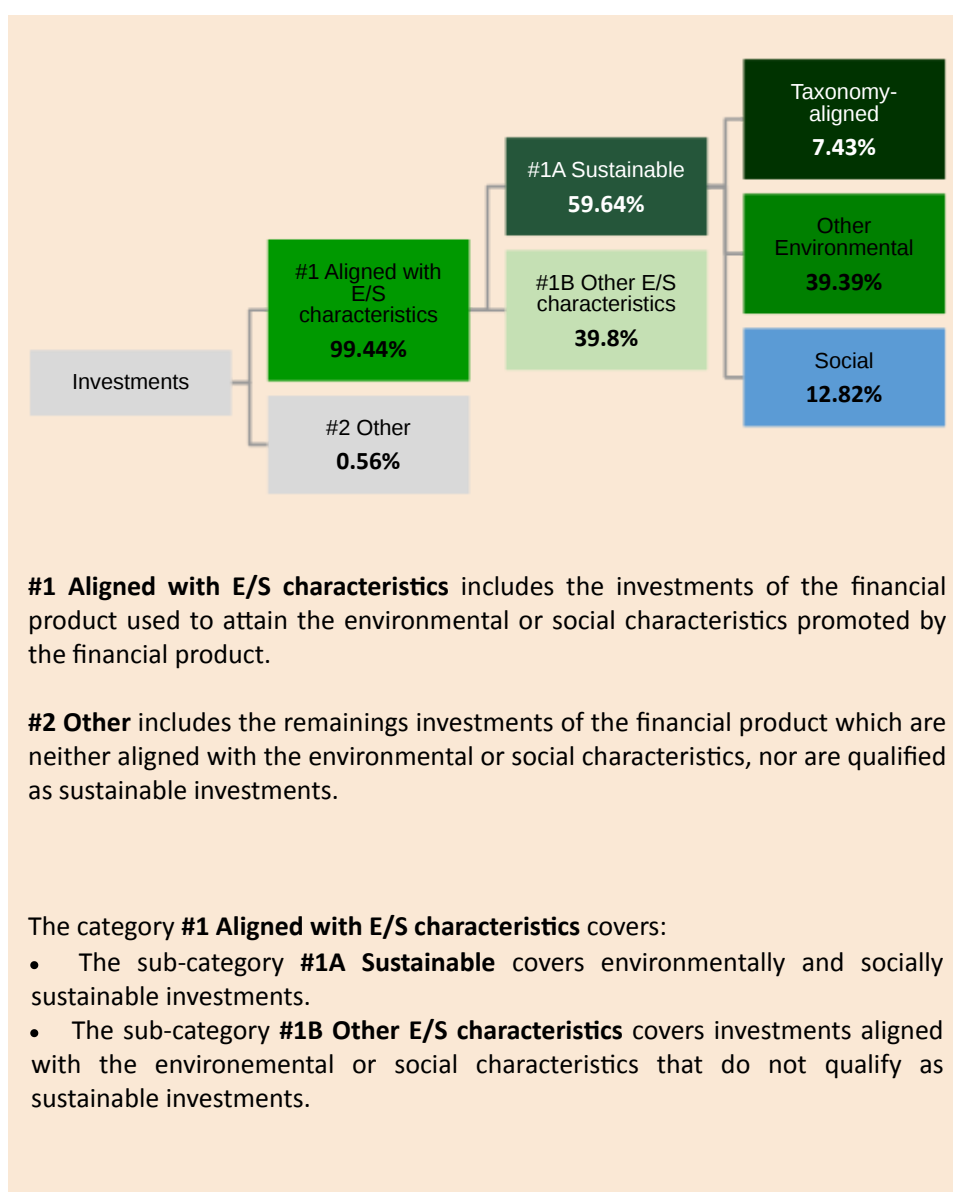 Taxonomy-
aligned
7.43%
#1A Sustainable
59.64%
Other
Environmental
39.39%
#1 Aligned with
E/S
characteristics
99.44%
#1B Other E/S
characteristics
39.8%
Social
12.82%
Investments
#2 Other
0.56%
#1 Aligned with E/S characteristics includes the investments of the financial
product used to attain the environmental or social characteristics promoted by
the financial product.
#2 Other includes the remainings investments of the financial product which are
neither aligned with the environmental or social characteristics, nor are qualified
as sustainable investments.
The category #1 Aligned with E/S characteristics covers:
• The sub-category #1A Sustainable covers environmentally and socially
sustainable investments.
• The sub-category #1B Other E/S characteristics covers investments aligned
with the environemental or social characteristics that do not qualify as
sustainable investments.